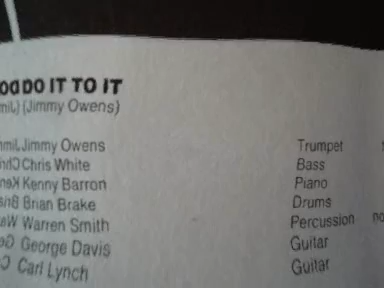 DO IT TO IT
(Jimmy Owens)
Jimmy Owens Trumpet
Chris White Bass
Kenny Barron Piano
Brian Brake Drums
Warren Smith Percussion
George Davis Guitar
Carl Lynch Guitar